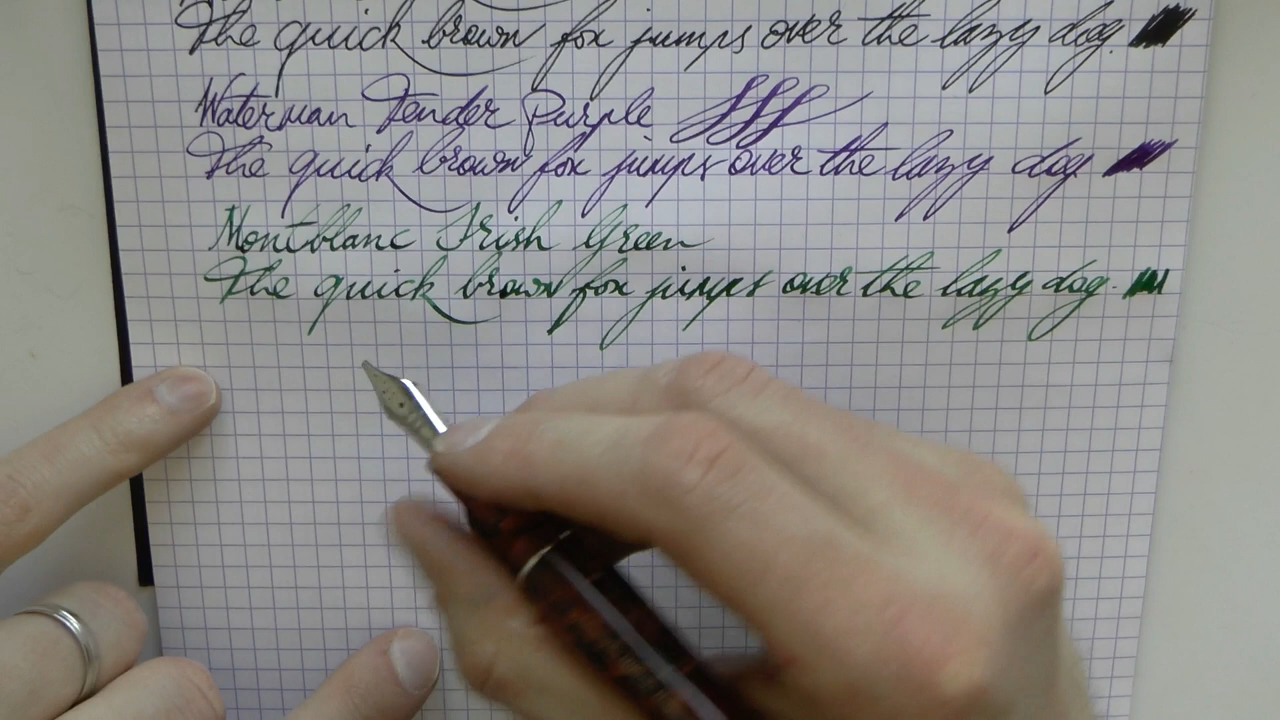 The quick brown fox jumps over the lazy dog.
Waterman Tender Purple
The quick brown fox jumps over the lazy dog
Montblanc Irish Green
The quick brown fox jumps over the lazy dog.